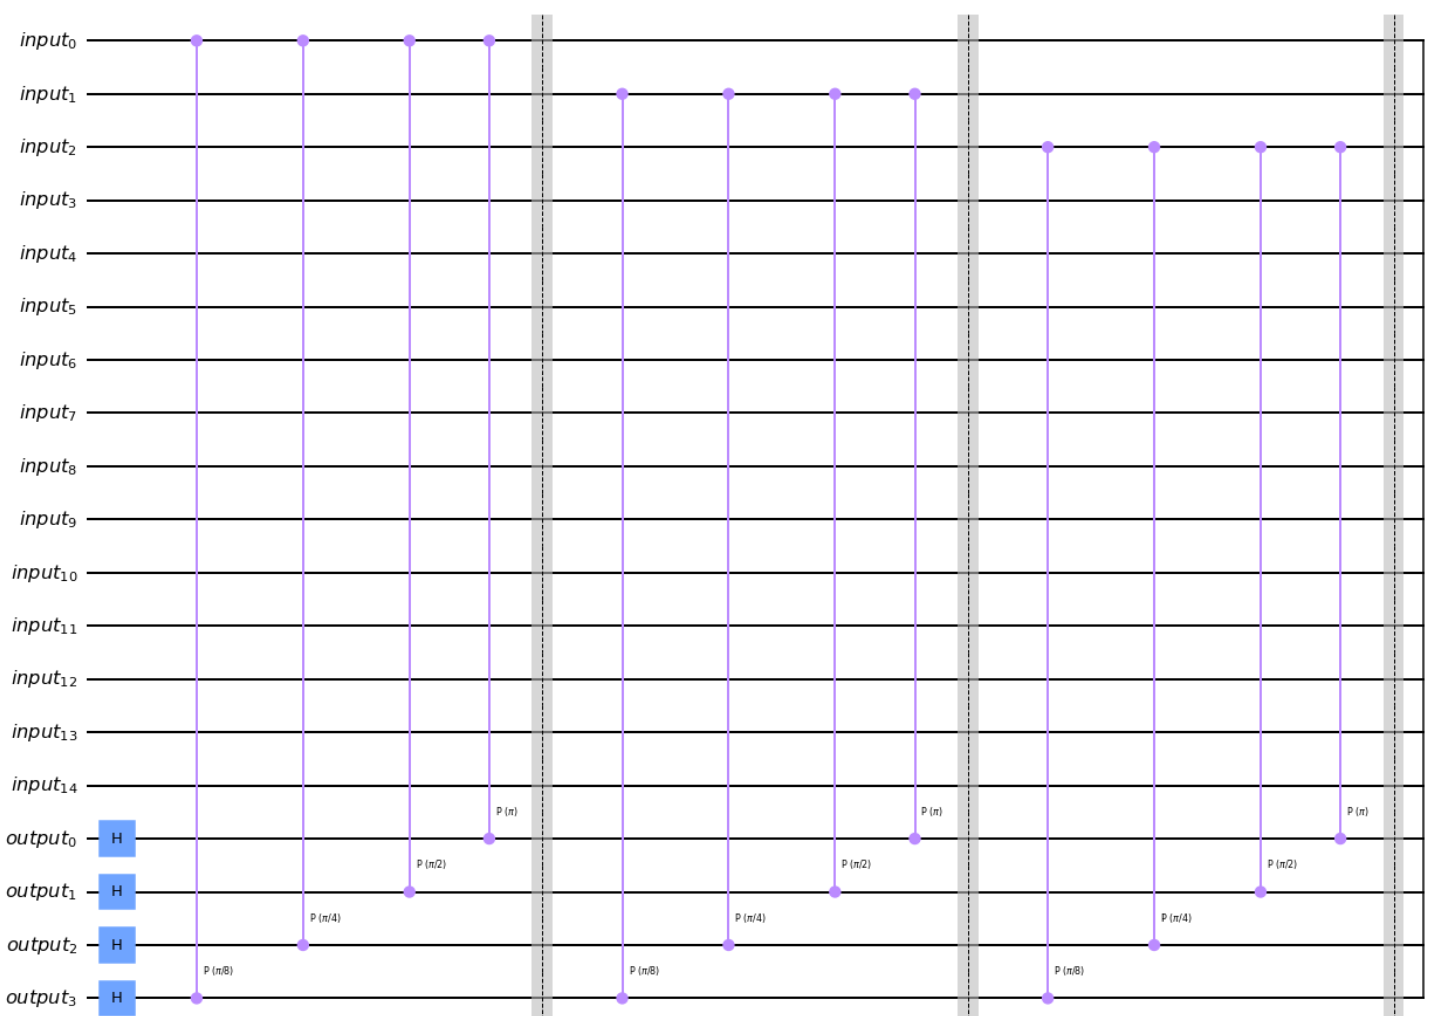 input0
input1
input2
input3
input4
input5
input6
input7
input8
input9
input10
input11
input12
input13
input14
P (π) P (π) P (π)
output0 H
P (π/2) P (π/2) P (π/2)
output1 H
P (π/4) P (π/4) P (π/4)
output2 H
P (π/8) P (π/8) P (π/8)
output3 H